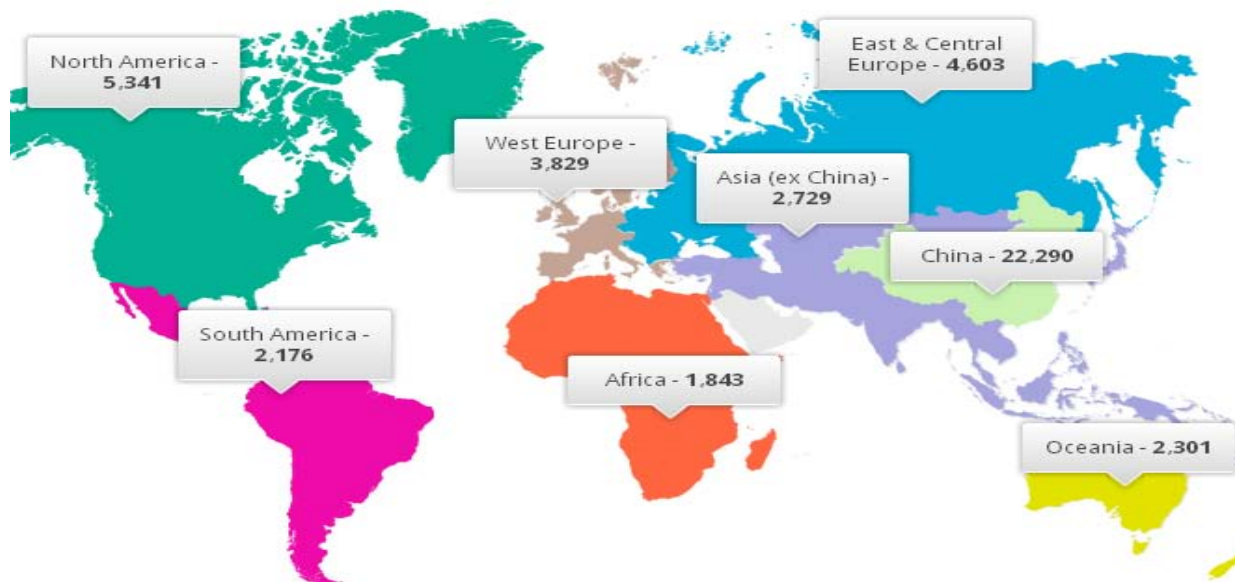 North America -
5,341
East & Central
Europe - 4,603
West Europe -
3,829
Asia (ex China) -
2,729
China - 22,290
South America -
2,176
Africa - 1,843
Oceania - 2,301